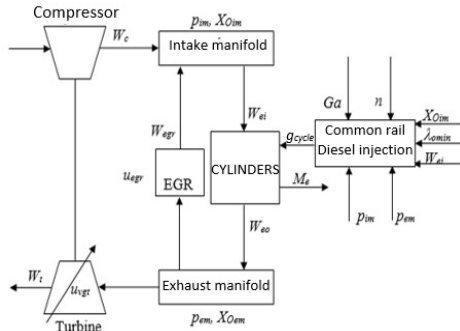 Compressor
p_im, X_Oim
W_c
Intake manifold
W_ei
Ga
n
X_Oim
W_egr
g_cycle
Common rail
Diesel injection
λ_omin
W_ei
u_egr
EGR
CYLINDERS
M_e
p_im
p_em
W_eo
W_t
u_vgt
Exhaust manifold
Turbine
p_em, X_Oem